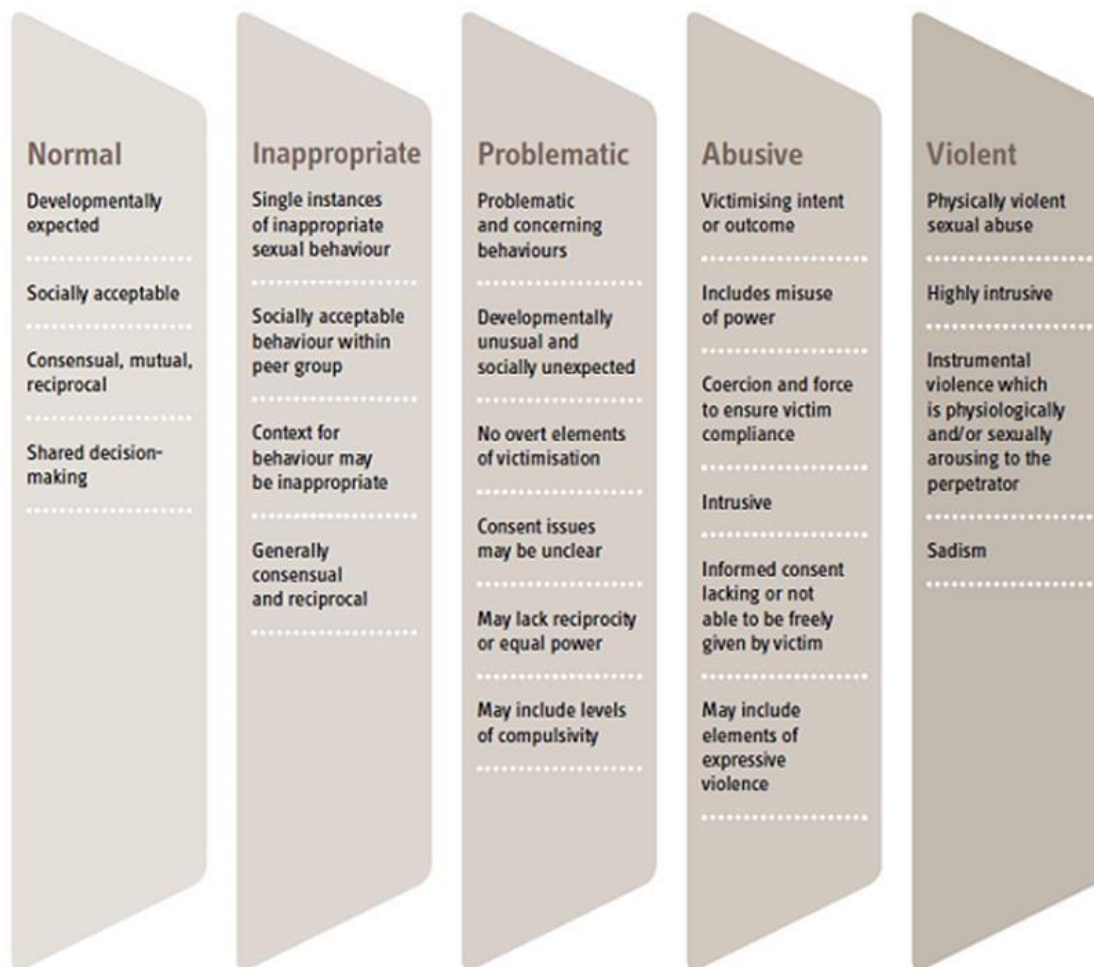 Normal
Developmentally
expected
Socially acceptable
Consensual, mutual,
reciprocal
Shared decision-
making
Inappropriate
Single instances
of inappropriate
sexual behaviour
Socially acceptable
behaviour within
peer group
Context for
behaviour may
be inappropriate
Generally
consensual
and reciprocal
Problematic
Problematic
and concerning
behaviours
Developmentally
unusual and
socially unexpected
No overt elements
of victimisation
Consent issues
may be unclear
May lack reciprocity
or equal power
May include levels
of compulsivity
Abusive
Victimising intent
or outcome
Includes misuse
of power
Coercion and force
to ensure victim
compliance
Intrusive
Informed consent
lacking or not
able to be freely
given by victim
May include
elements of
expressive
violence
Violent
Physically violent
sexual abuse
Highly intrusive
Instrumental
violence which
is physiologically
and/or sexually
arousing to the
perpetrator
Sadism